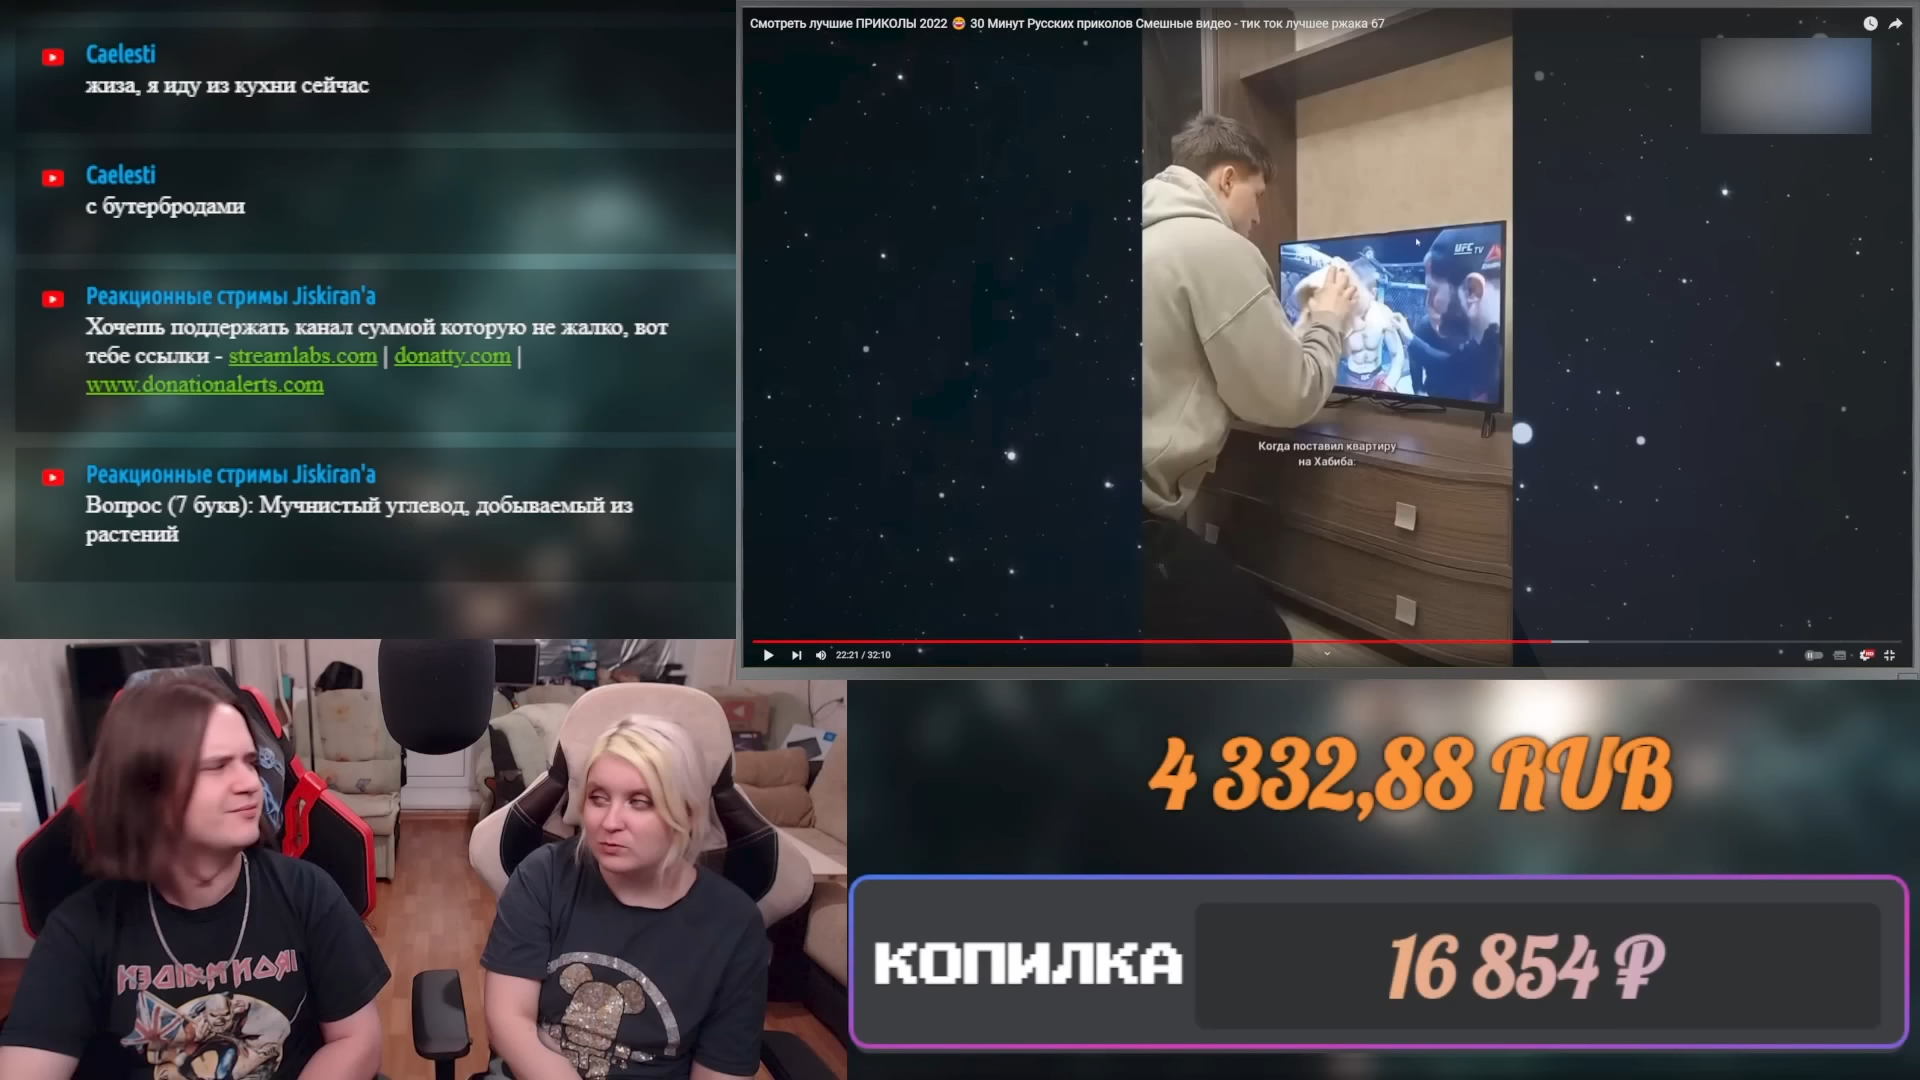 Caelesti
жиза, я иду из кухни сейчас
Caelesti
с бутербродами
Реакционные стримы Jiskiran'a
Хочешь поддержать канал суммой которую не жалко, вот
тебе ссылки - streamlabs.com | donatty.com |
www.donationalerts.com
Реакционные стримы Jiskiran'a
Вопрос (7 букв): Мучнистый углевод, добываемый из
растений
Смотреть лучшие ПРИКОЛЫ 2022 😂 30 Минут Русских приколов Смешные видео - тик ток лучшее ржака 67
UFC TV
Когда поставил квартиру
на Хабиба:
22:21 / 32:10
4 332,88 RUB
КОПИЛКА
16 854 ₽
IRON MAIDEN